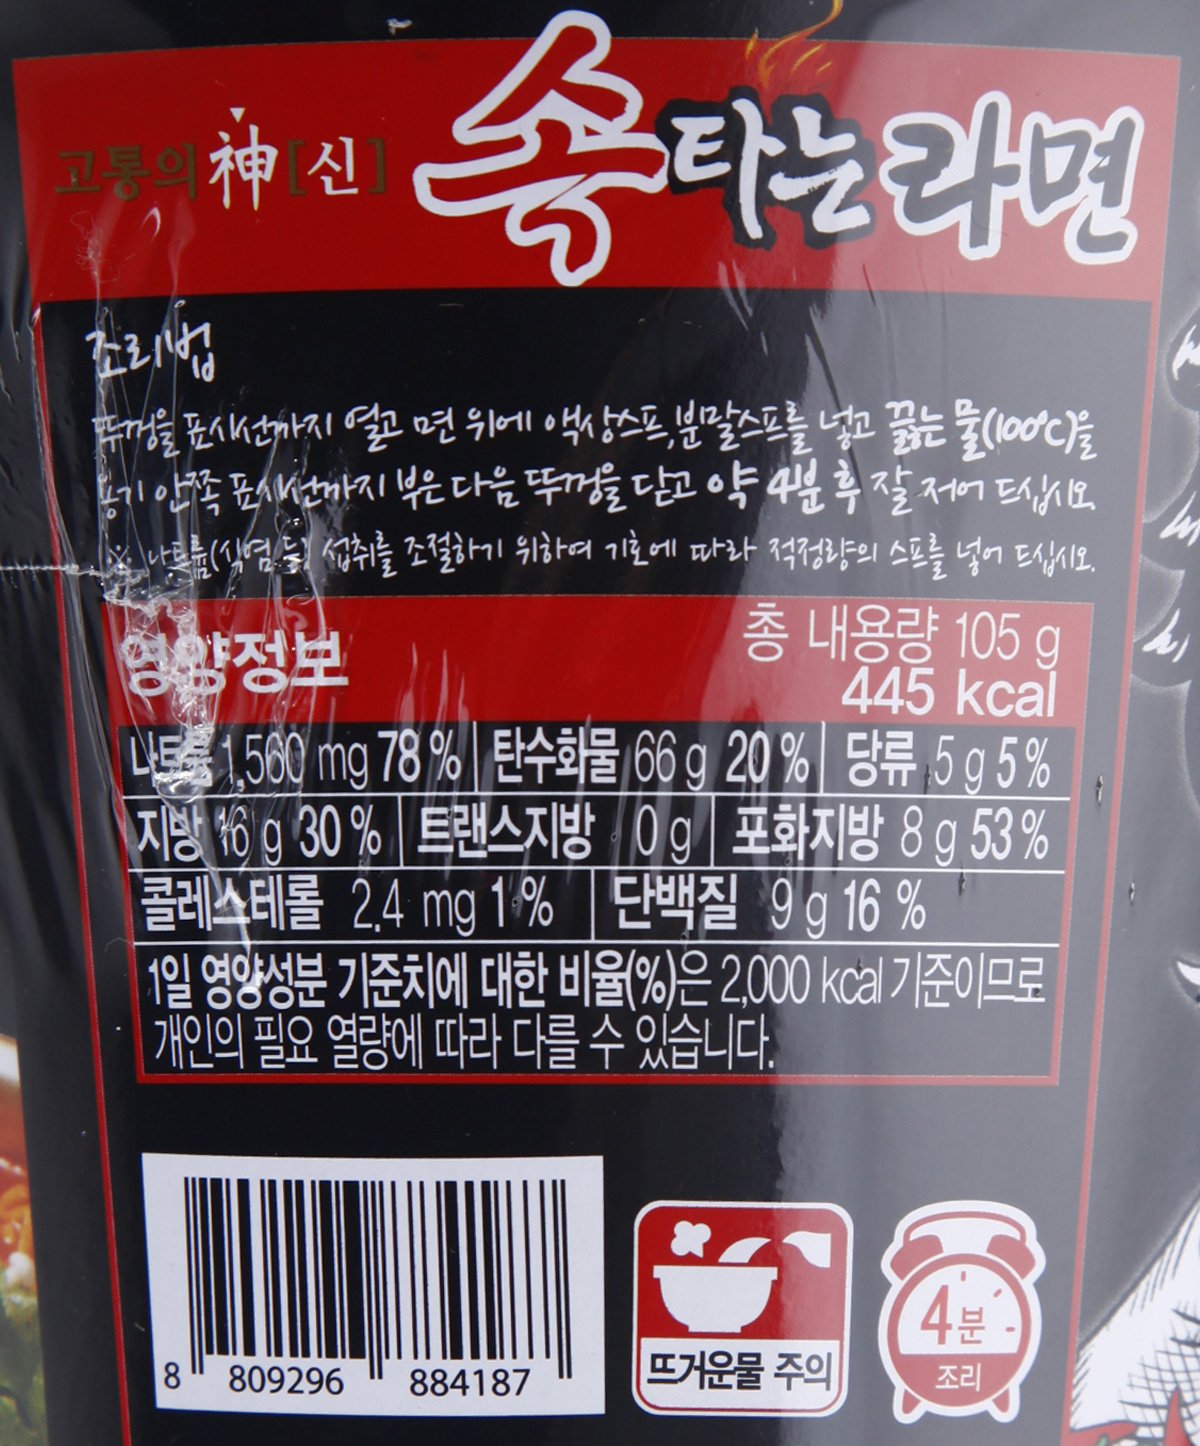 고통의 神[신] 속타는라면
조리법
뚜껑을 표시선까지 열고 면 위에 액상스프,분말스프를 넣고 끓는 물(100℃)을
용기 안쪽 표시선까지 부은 다음 뚜껑을 닫고 약 4분 후 잘 저어 드십시오.
※ 나트륨(식염 등) 섭취를 조절하기 위하여 기호에 따라 적정량의 스프를 넣어 드십시오.
영양정보 총 내용량 105 g
445 kcal
나트륨 1,560 mg 78 % 탄수화물 66 g 20 % 당류 5 g 5 %
지방 16 g 30 % 트랜스지방 0 g 포화지방 8 g 53 %
콜레스테롤 2.4 mg 1 % 단백질 9 g 16 %
1일 영양성분 기준치에 대한 비율(%)은 2,000 kcal 기준이므로
개인의 필요 열량에 따라 다를 수 있습니다.
8 809296 884187
뜨거운물 주의
4분
조리